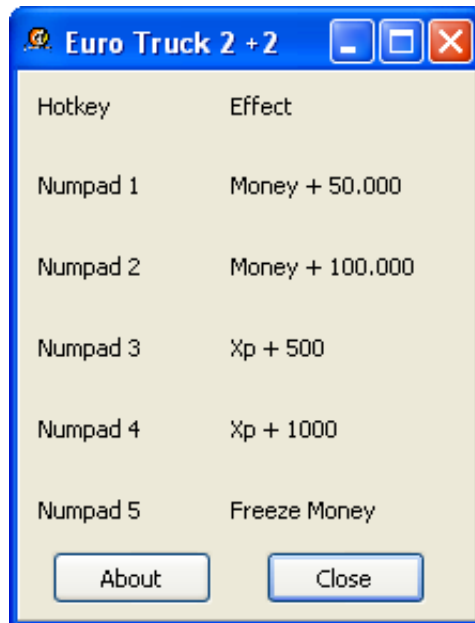 Euro Truck 2 +2
Hotkey Effect
Numpad 1 Money + 50.000
Numpad 2 Money + 100.000
Numpad 3 Xp + 500
Numpad 4 Xp + 1000
Numpad 5 Freeze Money
About Close